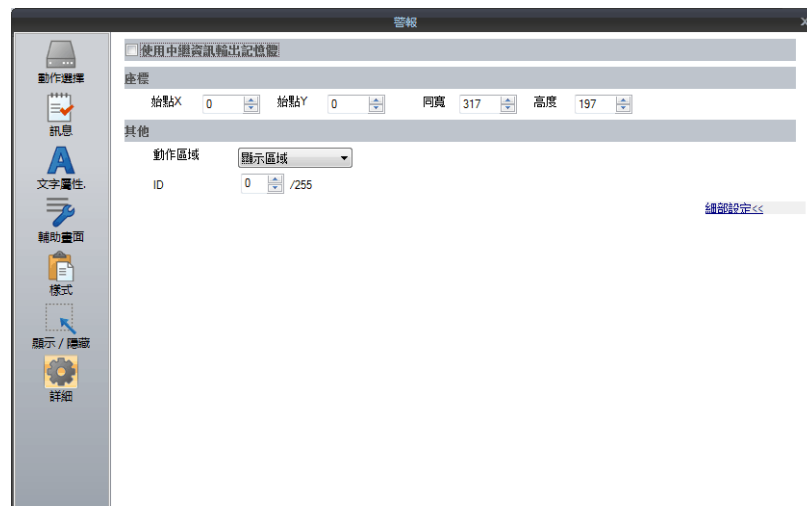 警報
動作選擇
訊息
文字屬性.
輔助畫面
樣式
顯示 / 隱藏
詳細
使用中繼資訊輸出記憶體
座標
始點X 0 始點Y 0 同寬 317 高度 197
其他
動作區域 顯示區域
ID 0 /255
細部設定<<